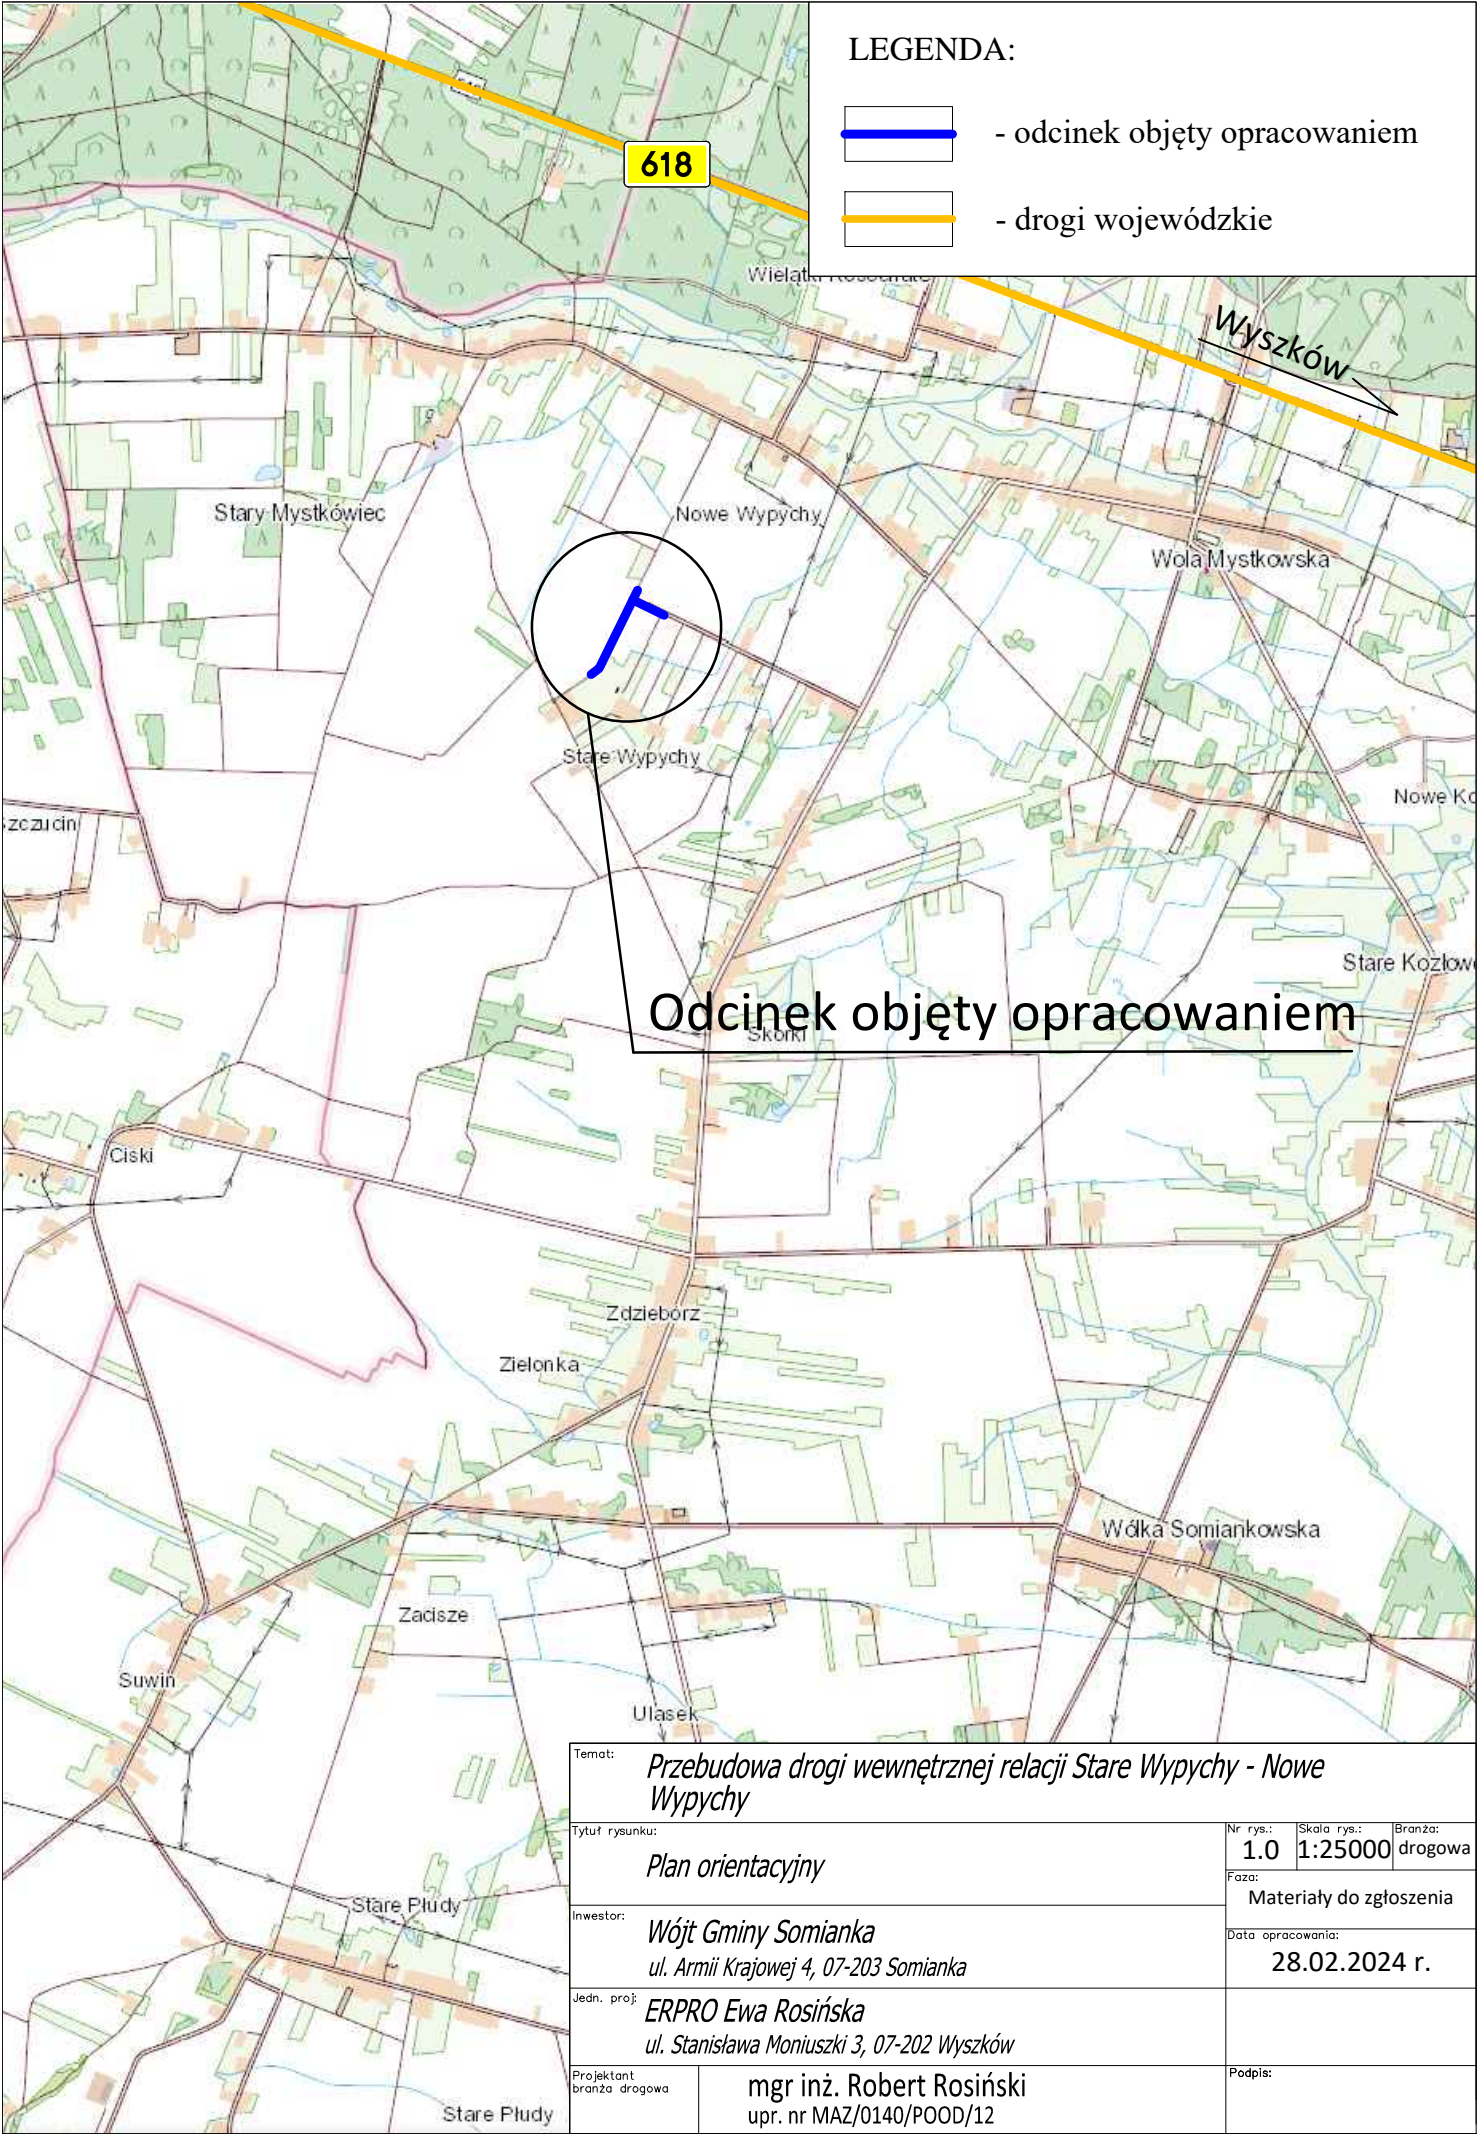 LEGENDA:
- odcinek objęty opracowaniem
- drogi wojewódzkie
618
Wyszków
Stary Mystkówiec
Nowe Wypychy
Wola Mystkowska
Stare Wypychy
Nowe Ko
Szczucin
Stare Kozłow
Odcinek objęty opracowaniem
Skorki
Ciski
Zdziebórz
Zielonka
Wólka Somiankowska
Zacisze
Suwin
Ulasek
Stare Płudy
Stare Płudy
Temat:
Przebudowa drogi wewnętrznej relacji Stare Wypychy - Nowe
Wypychy
Tytuł rysunku:
Plan orientacyjny
Nr rys.:
1.0
Skala rys.:
1:25000
Branża:
drogowa
Faza:
Materiały do zgłoszenia
Inwestor:
Wójt Gminy Somianka
ul. Armii Krajowej 4, 07-203 Somianka
Data opracowania:
28.02.2024 r.
Jedn. proj:
ERPRO Ewa Rosińska
ul. Stanisława Moniuszki 3, 07-202 Wyszków
Projektant
branża drogowa
mgr inż. Robert Rosiński
upr. nr MAZ/0140/POOD/12
Podpis: